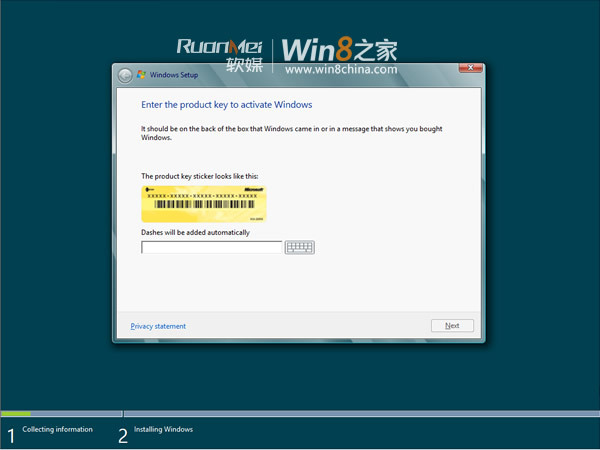 RuanMei
软媒
Win8之家
www.win8china.com
Windows Setup
Enter the product key to activate Windows
It should be on the back of the box that Windows came in or in a message that shows you bought
Windows.
The product key sticker looks like this:
Microsoft
XXXXX-XXXXX-XXXXX-XXXXX-XXXXX
Dashes will be added automatically
Privacy statement
Next
1 Collecting information
2 Installing Windows